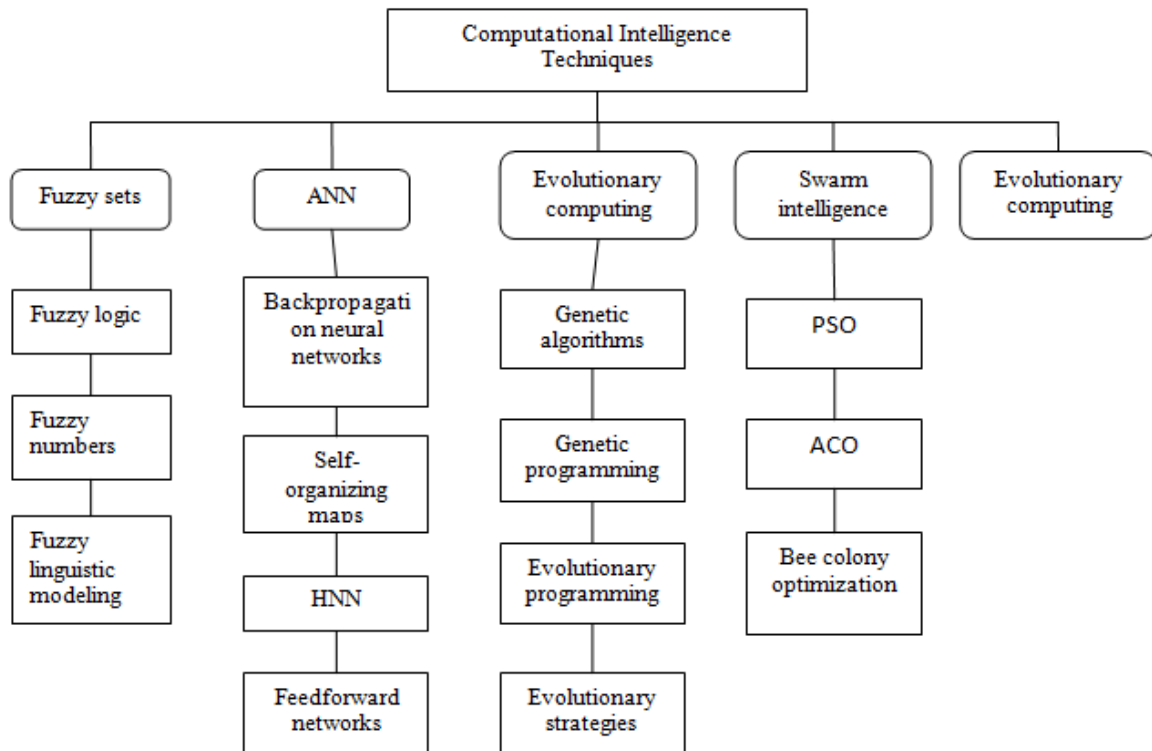 Computational Intelligence
Techniques
Fuzzy sets
ANN
Evolutionary
computing
Swarm
intelligence
Evolutionary
computing
Fuzzy logic
Fuzzy
numbers
Fuzzy
linguistic
modeling
Backpropagati
on neural
networks
Self-
organizing
maps
HNN
Feedforward
networks
Genetic
algorithms
Genetic
programming
Evolutionary
programming
Evolutionary
strategies
PSO
ACO
Bee colony
optimization